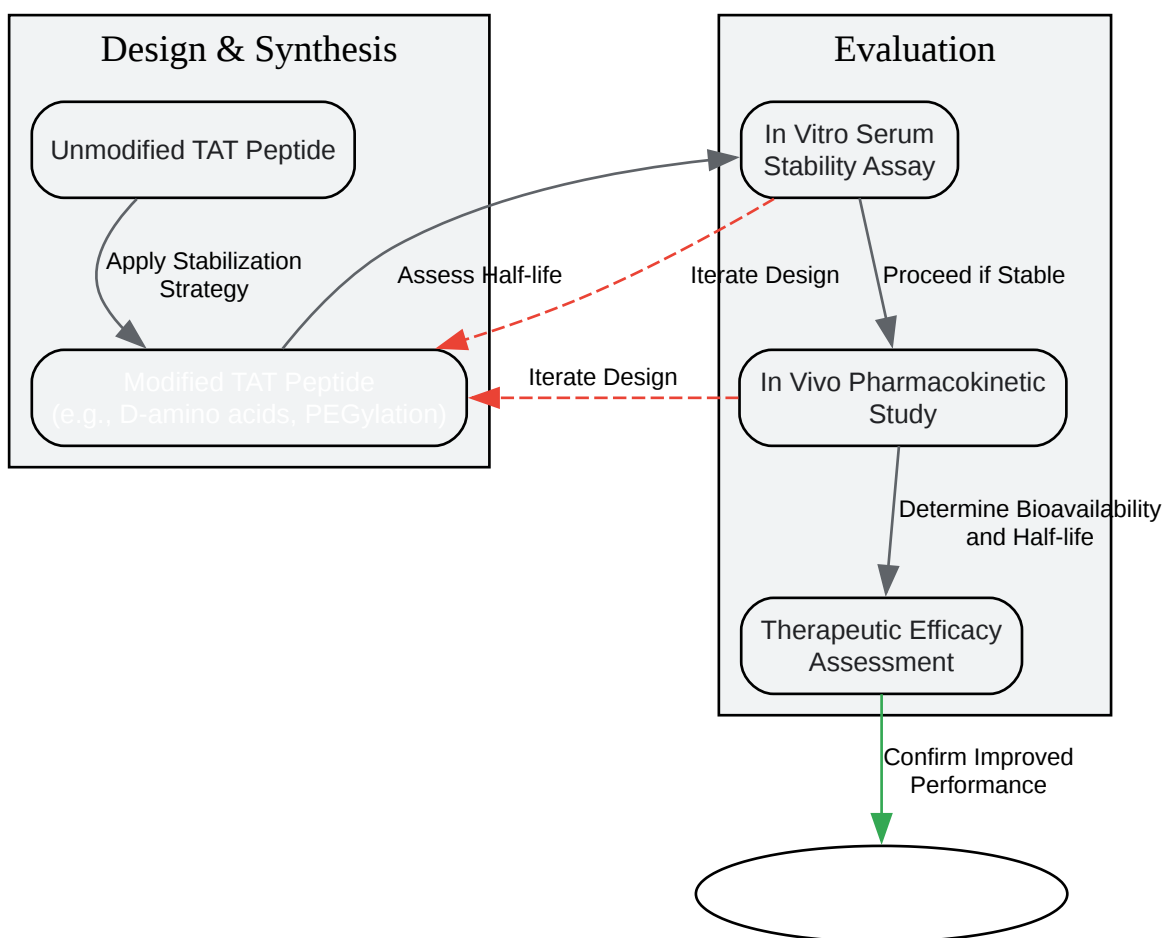 Design & Synthesis
Unmodified TAT Peptide
Apply Stabilization
Strategy
Modified TAT Peptide
(e.g., D-amino acids, PEGylation)
Assess Half-life
Evaluation
In Vitro Serum
Stability Assay
Iterate Design
Proceed if Stable
Iterate Design
In Vivo Pharmacokinetic
Study
Determine Bioavailability
and Half-life
Therapeutic Efficacy
Assessment
Confirm Improved
Performance